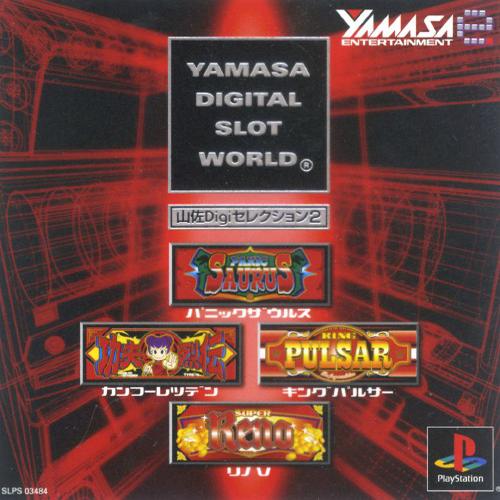 YAMASA
ENTERTAINMENT
YAMASA
DIGITAL
SLOT
WORLD®
山佐Digiセレクション2
PANIC
SAURUS
パニックザウルス
KING
PULSAR
カンフーレツデン
キングパルサー
SUPER
Reno
リノ
PlayStation
SLPS 03484